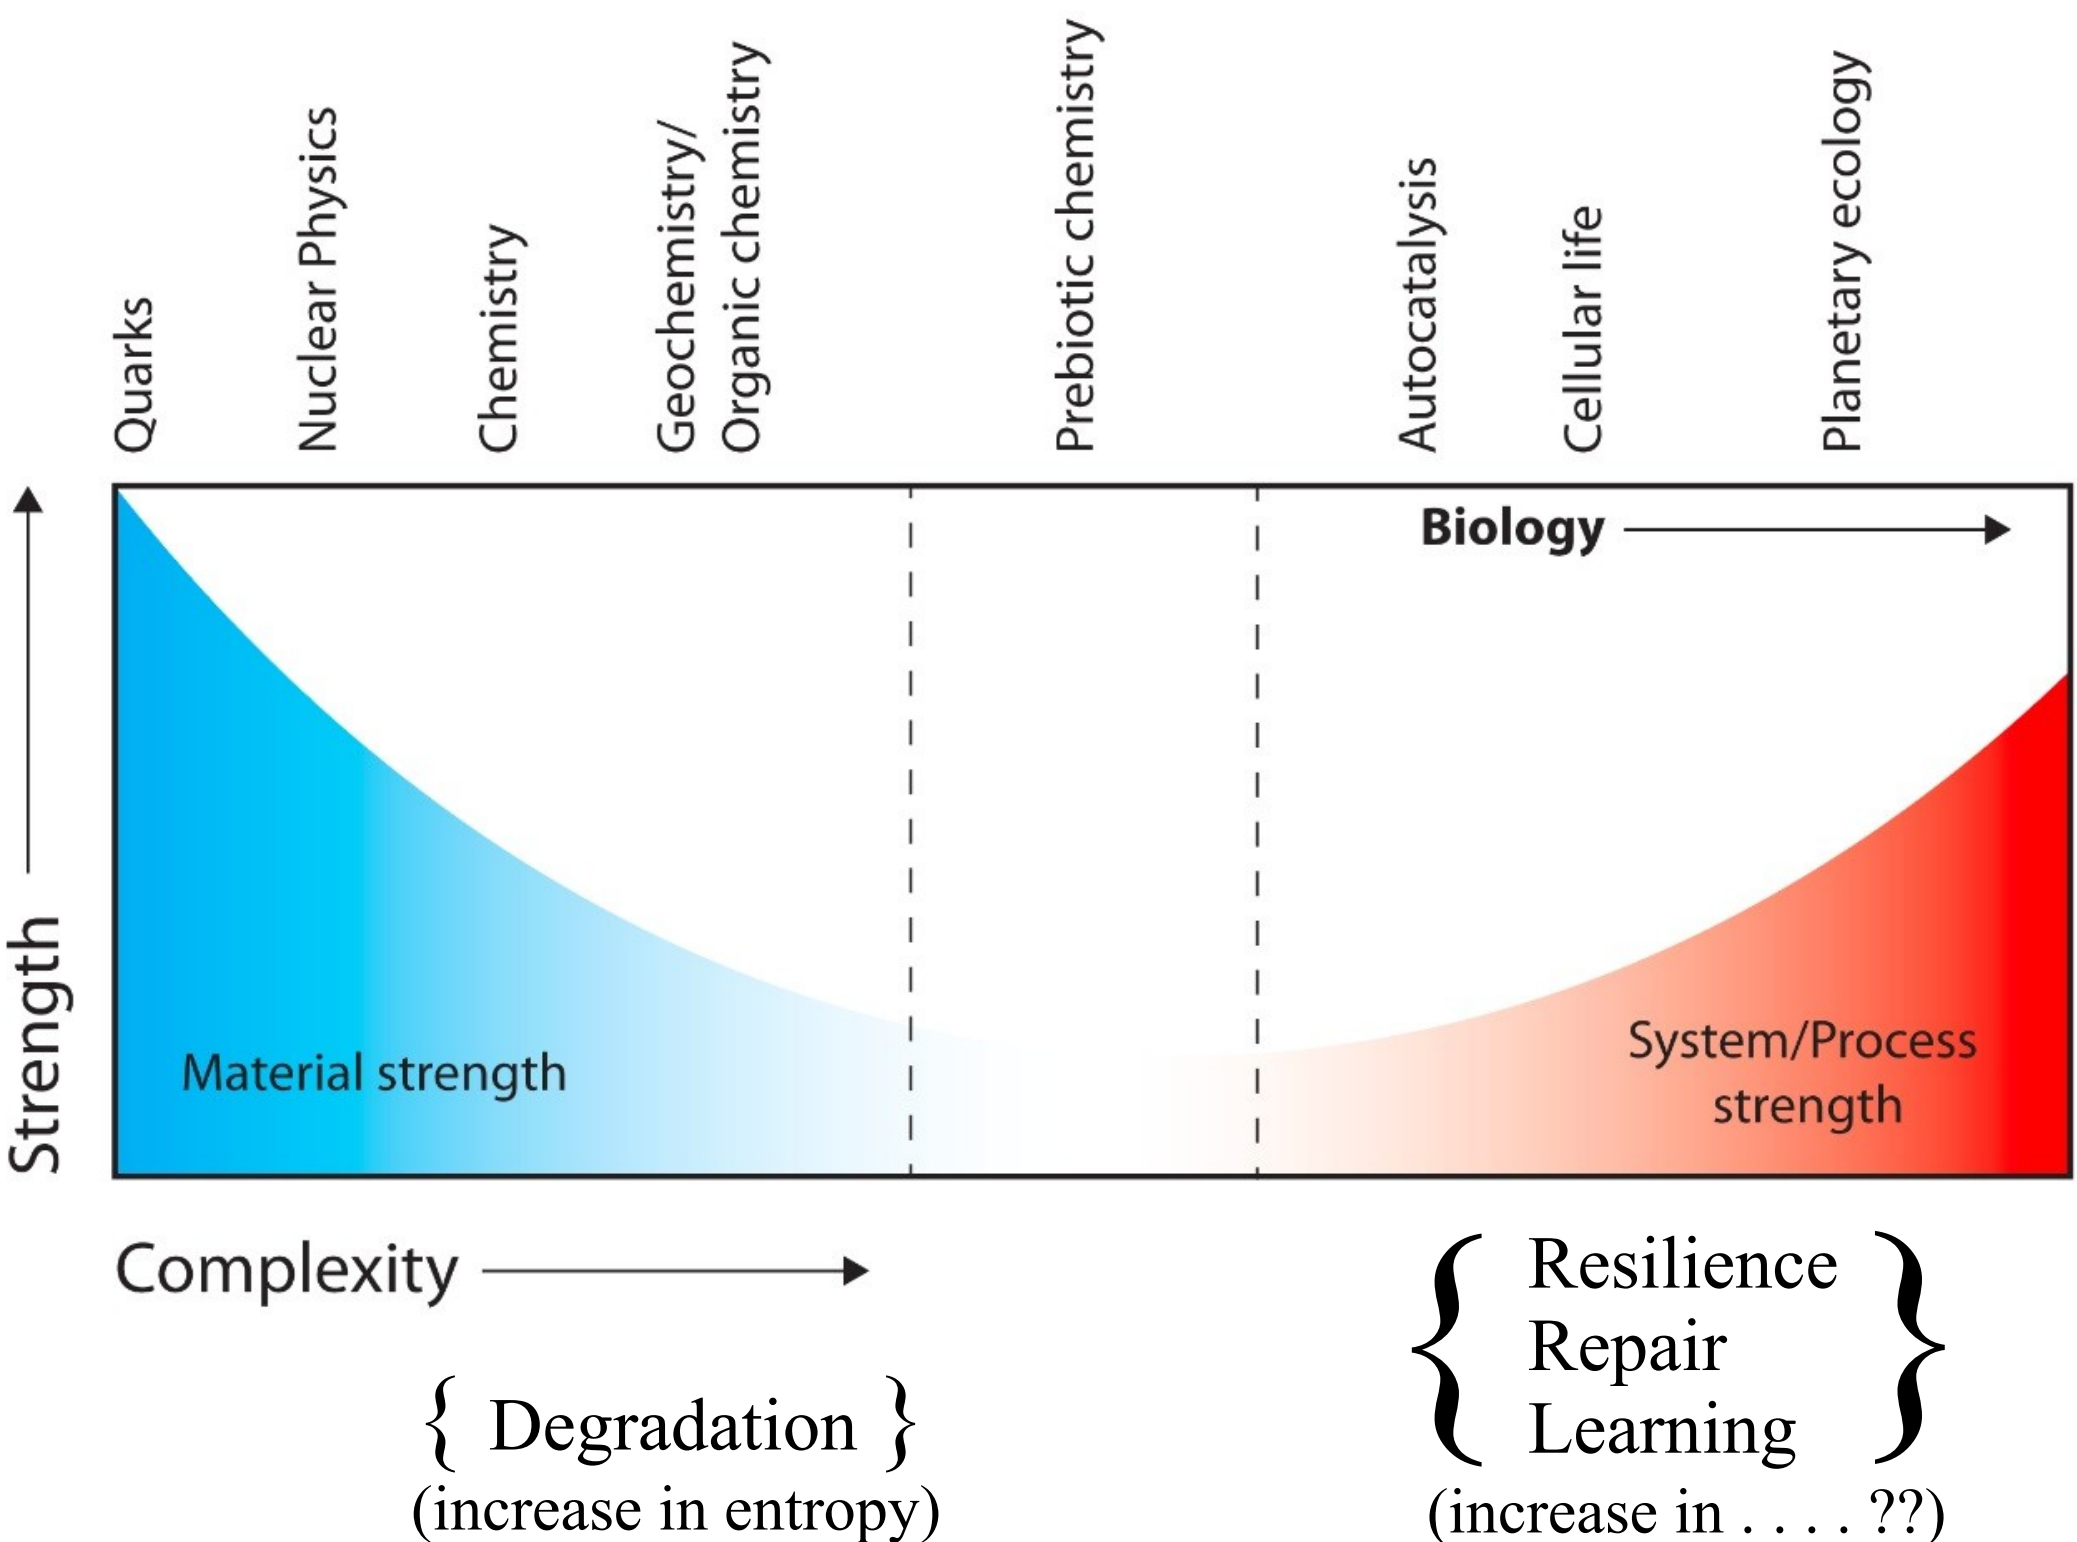 Quarks
Nuclear Physics
Chemistry
Geochemistry/
Organic chemistry
Prebiotic chemistry
Autocatalysis
Cellular life
Planetary ecology
Strength
Biology
Material strength
System/Process
strength
Complexity
{ Degradation }
(increase in entropy)
{ Resilience
Repair
Learning }
(increase in . . . . ??)